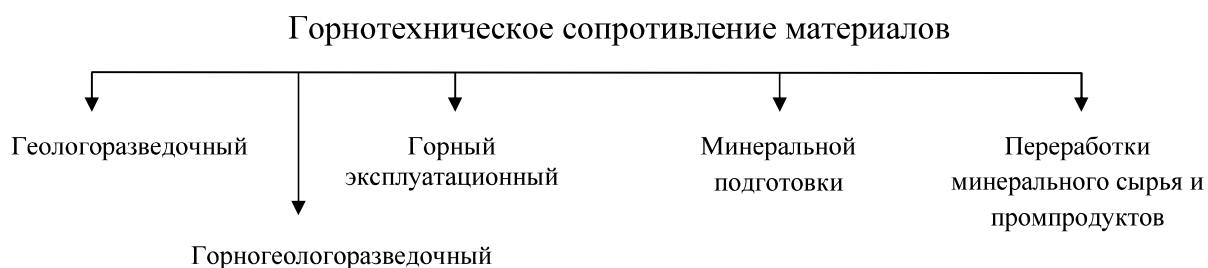 Горнотехническое сопротивление материалов
Геологоразведочный
Горный
эксплуатационный
Минеральной
подготовки
Переработки
минерального сырья и
промпродуктов
Горногеологоразведочный